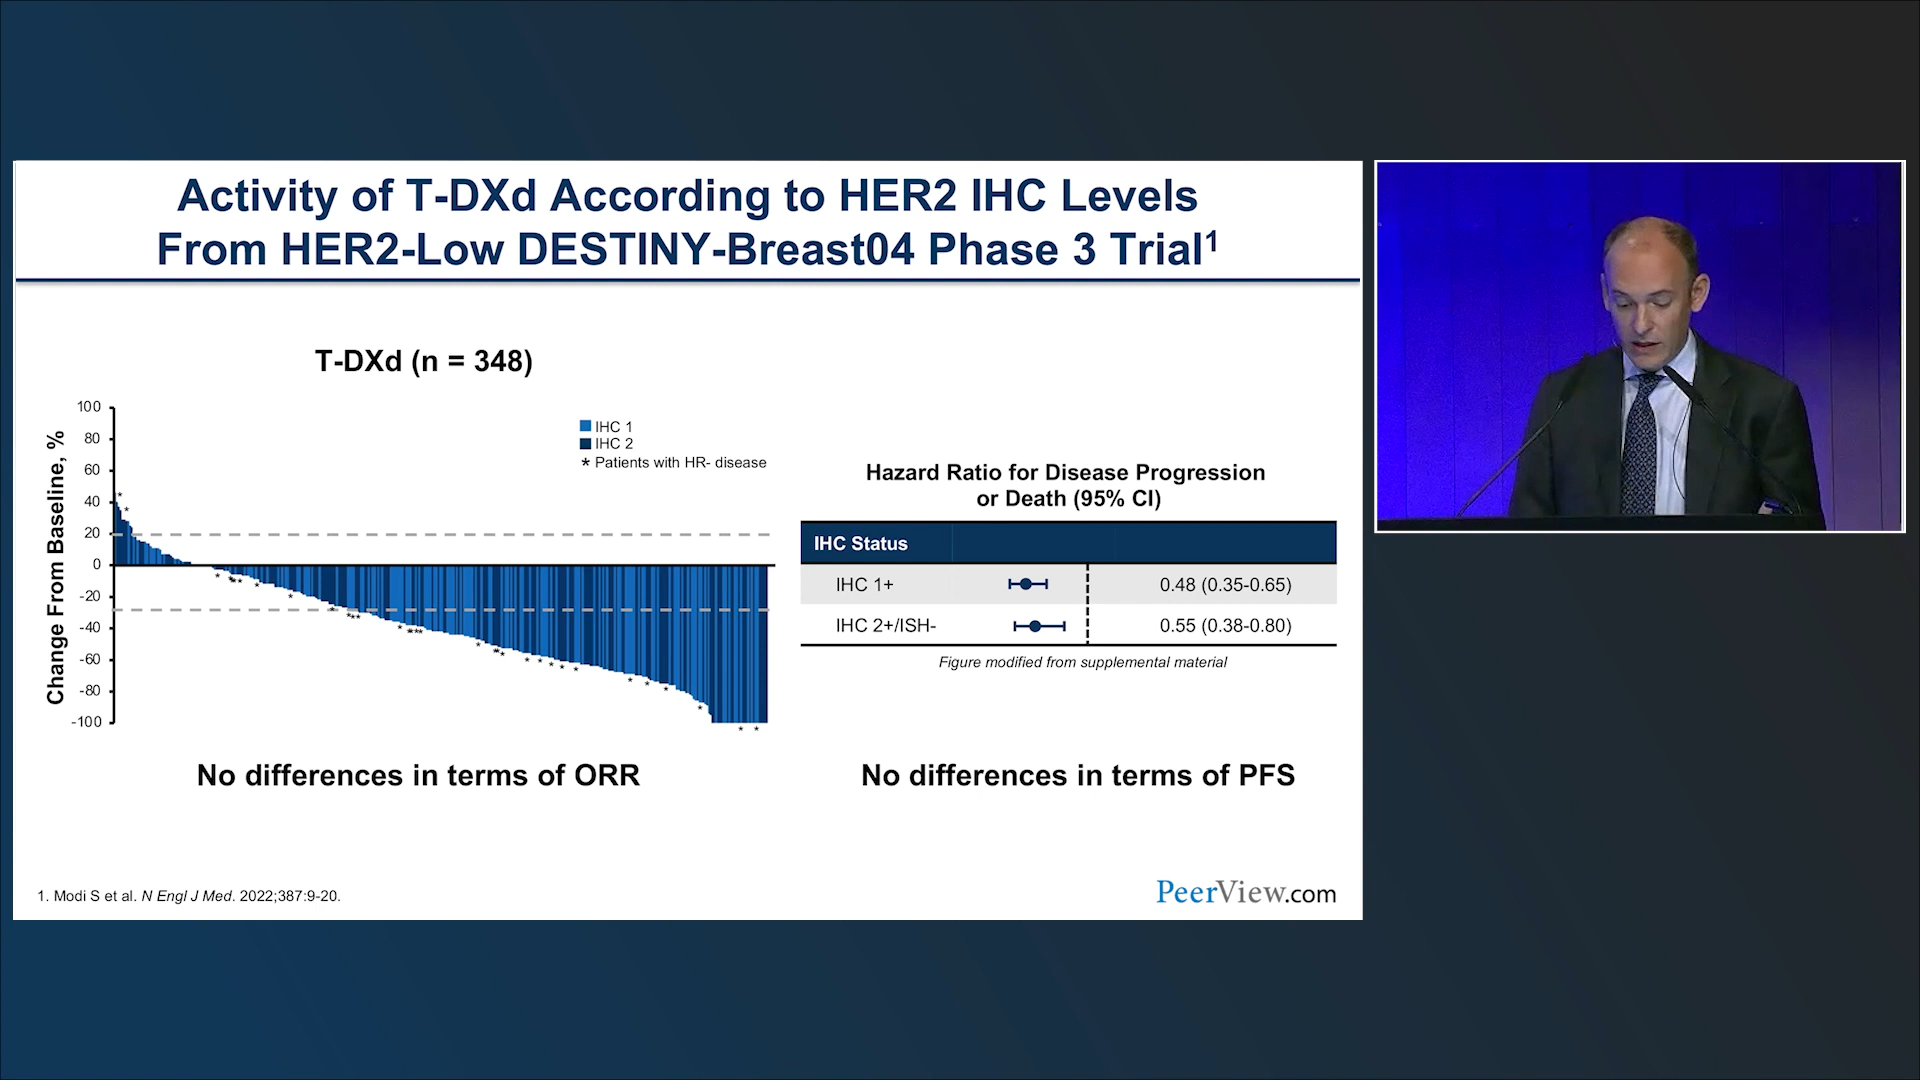 Activity of T-DXd According to HER2 IHC Levels
From HER2-Low DESTINY-Breast04 Phase 3 Trial1
T-DXd (n = 348)
Change From Baseline, %
100
80
60
40
20
0
-20
-40
-60
-80
-100
IHC 1
IHC 2
* Patients with HR- disease
No differences in terms of ORR
Hazard Ratio for Disease Progression
or Death (95% CI)
IHC Status
IHC 1+ 0.48 (0.35-0.65)
IHC 2+/ISH- 0.55 (0.38-0.80)
Figure modified from supplemental material
No differences in terms of PFS
1. Modi S et al. N Engl J Med. 2022;387:9-20.
PeerView.com